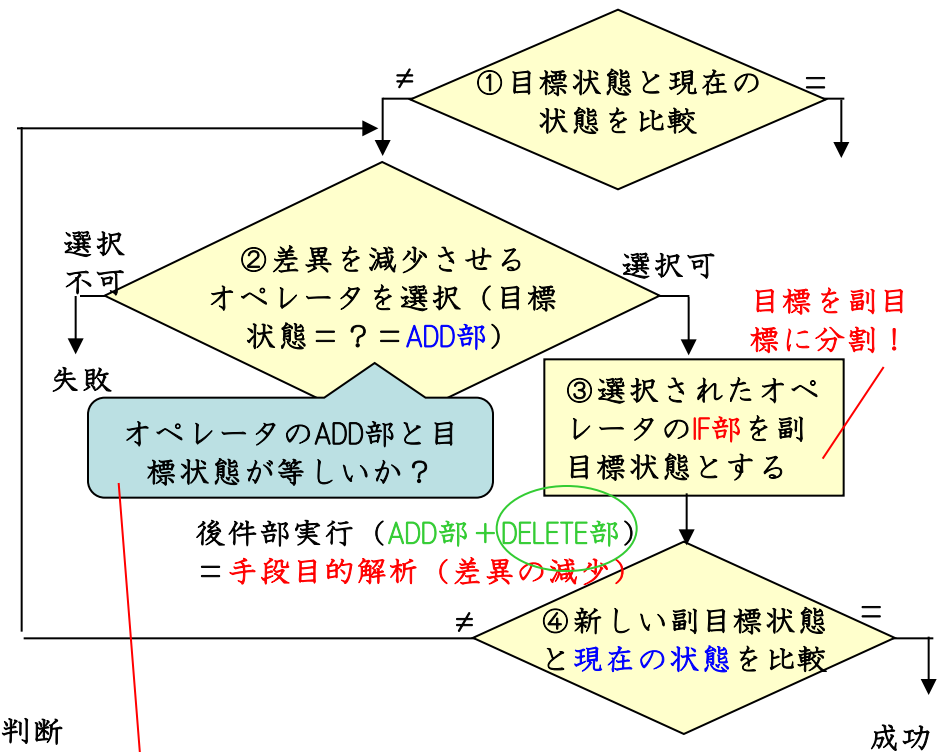 ≠
①目標状態と現在の
状態を比較
＝
選択
不可
②差異を減少させる
オペレータを選択（目標
状態＝？＝ADD部）
選択可
目標を副目
標に分割！
失敗
③選択されたオペ
レータのIF部を副
目標状態とする
オペレータのADD部と目
標状態が等しいか？
後件部実行（ADD部＋DELETE部）
＝手段目的解析（差異の減少）
≠
④新しい副目標状態
と現在の状態を比較
＝
判断
成功